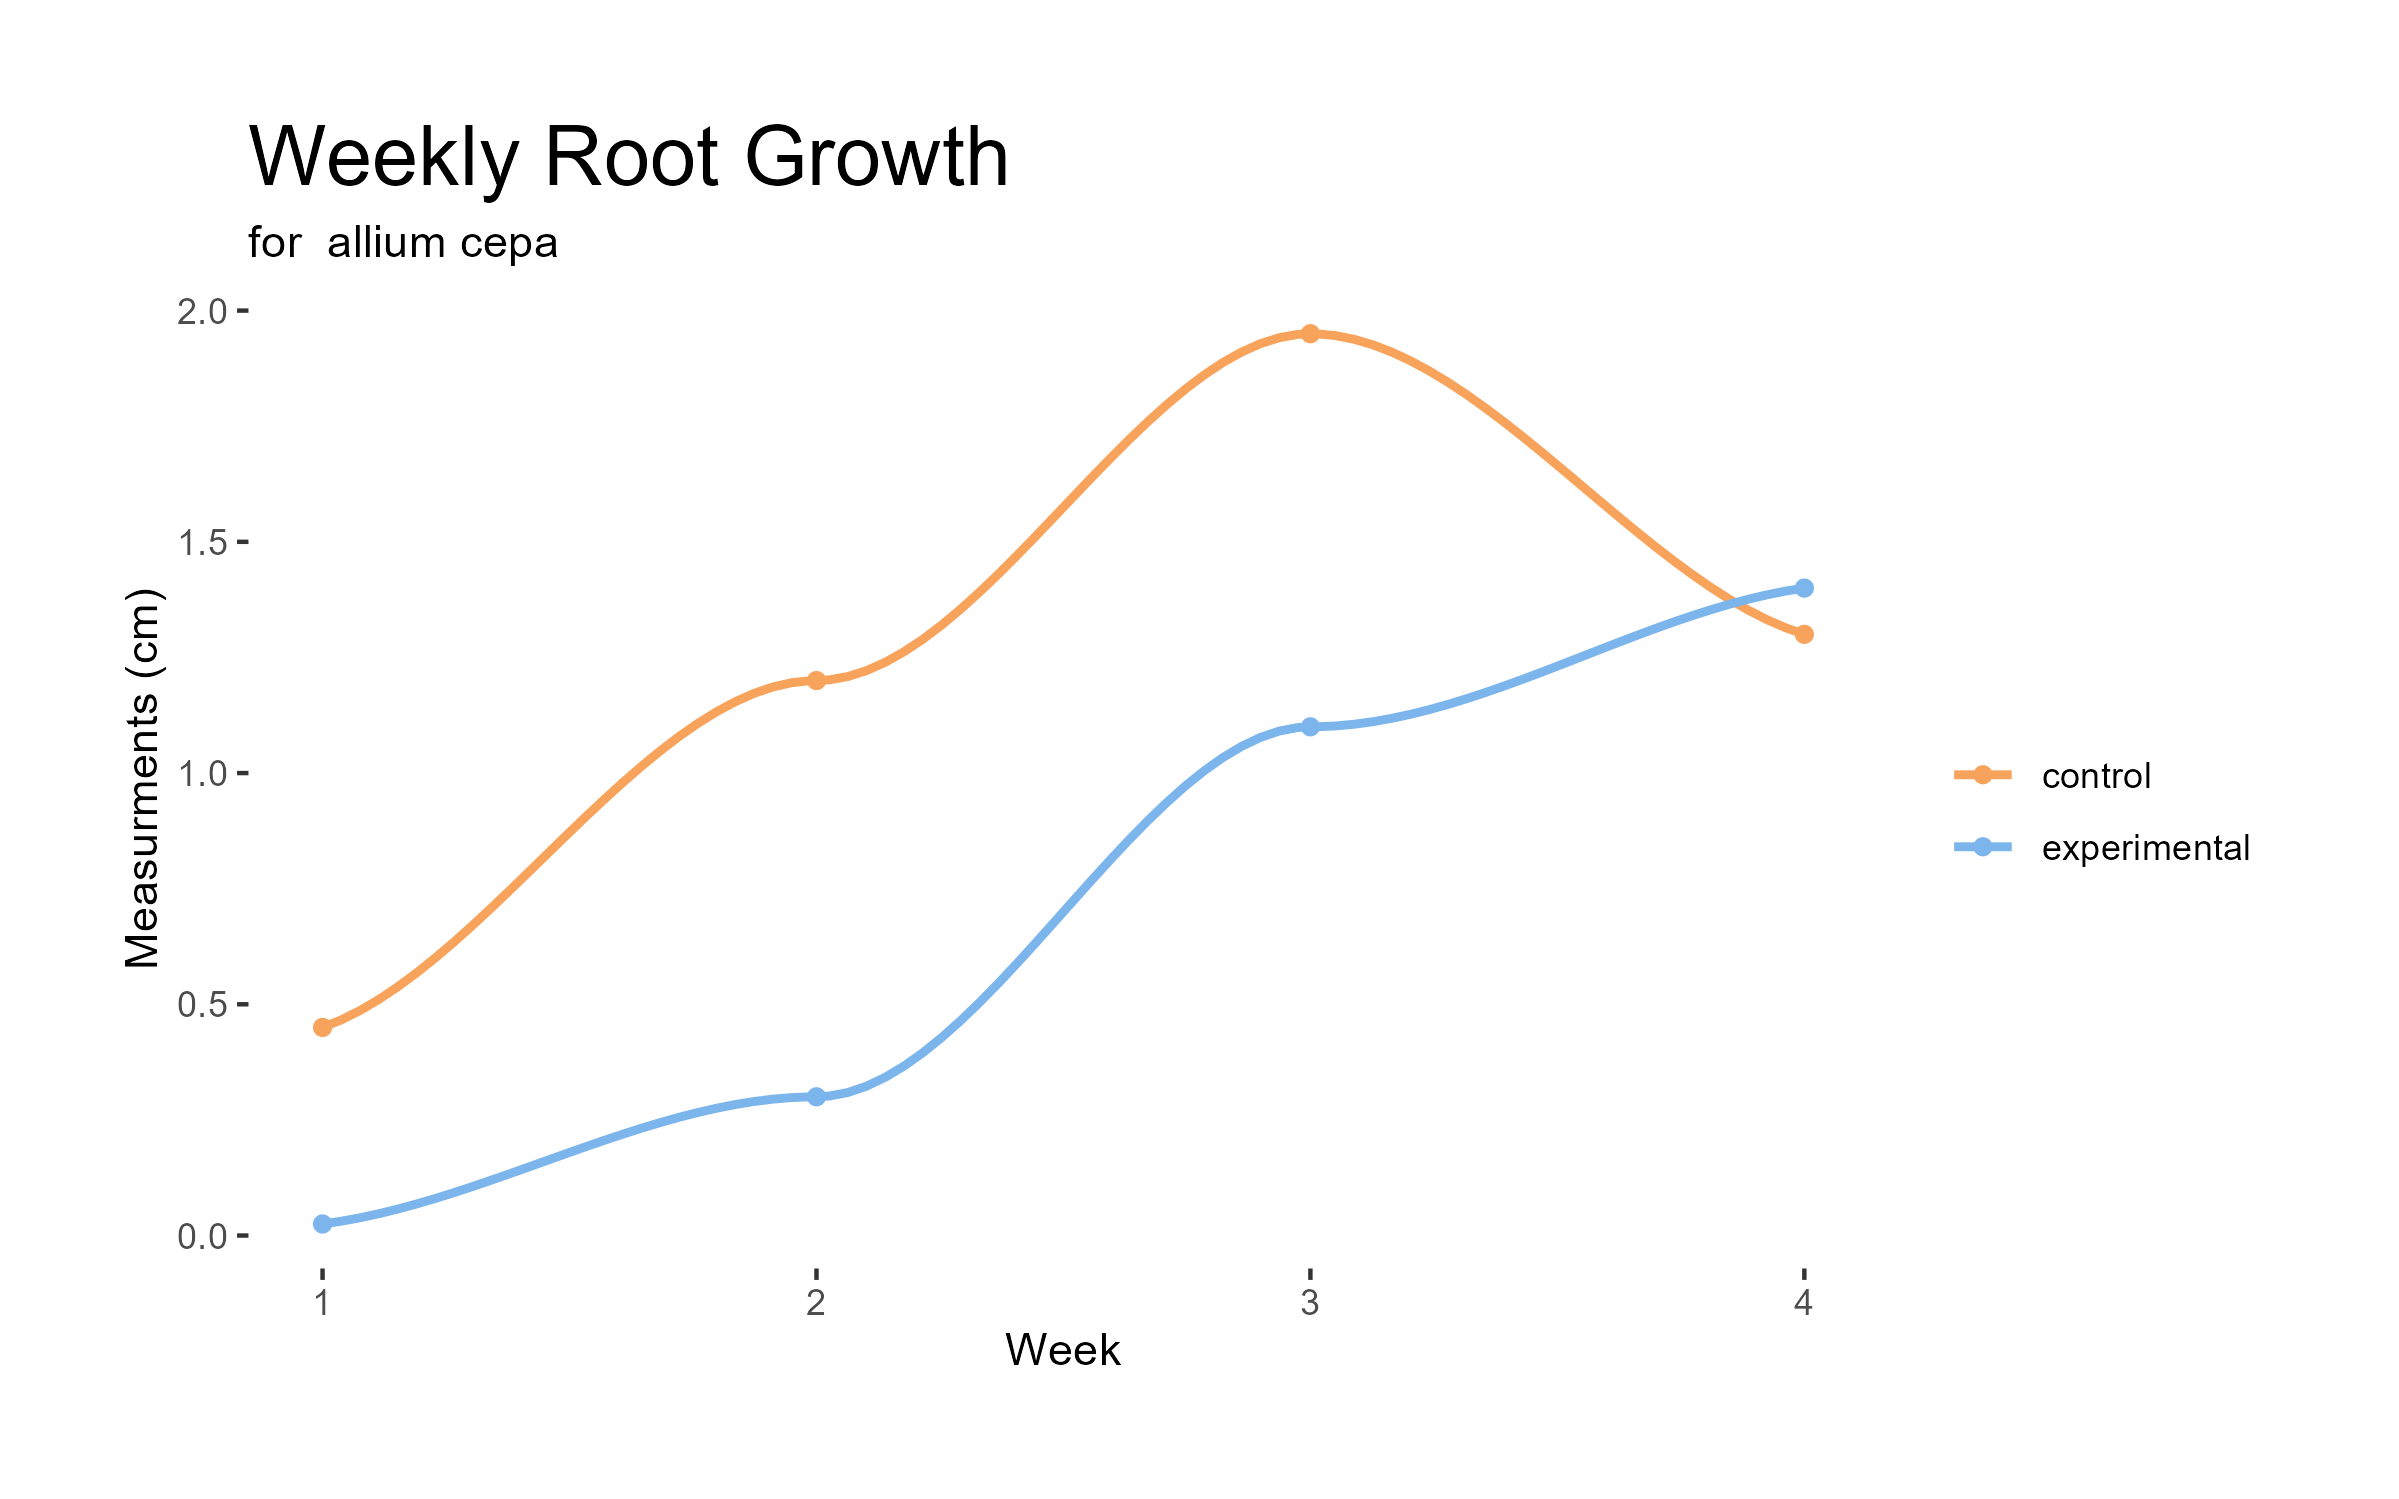 Weekly Root Growth
for  allium cepa
2.0
1.5
1.0
0.5
0.0
Measurments (cm)
1 2 3 4
Week
control
experimental